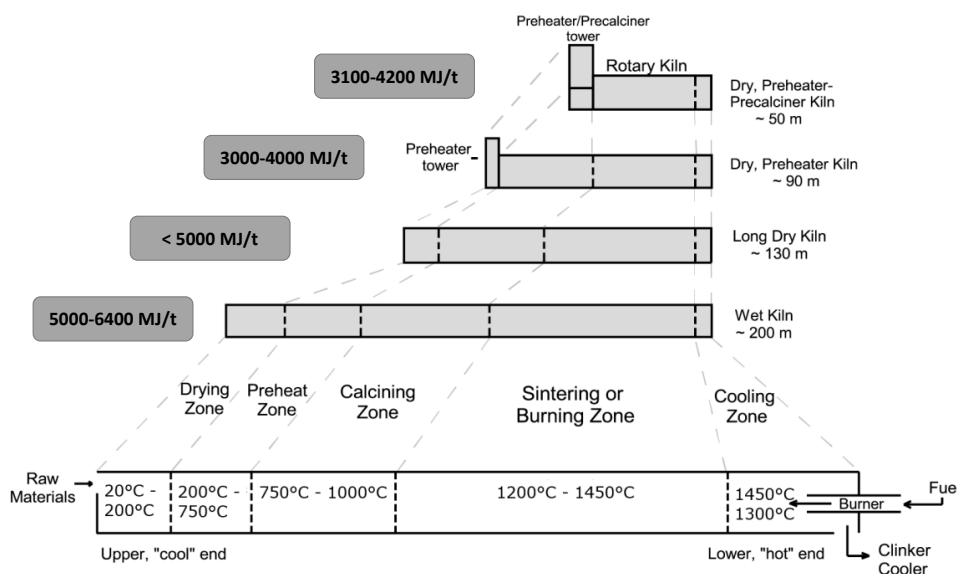 Preheater/Precalciner
tower
3100-4200 MJ/t
Rotary Kiln
Dry, Preheater-
Precalciner Kiln
~ 50 m
3000-4000 MJ/t
Preheater
tower
Dry, Preheater Kiln
~ 90 m
< 5000 MJ/t
Long Dry Kiln
~ 130 m
5000-6400 MJ/t
Wet Kiln
~ 200 m
Drying
Zone
Preheat
Zone
Calcining
Zone
Sintering or
Burning Zone
Cooling
Zone
Raw
Materials
20°C -
200°C
200°C -
750°C
750°C - 1000°C
1200°C - 1450°C
1450°C
1300°C
Burner
Fue
Upper, "cool" end
Lower, "hot" end
Clinker
Cooler